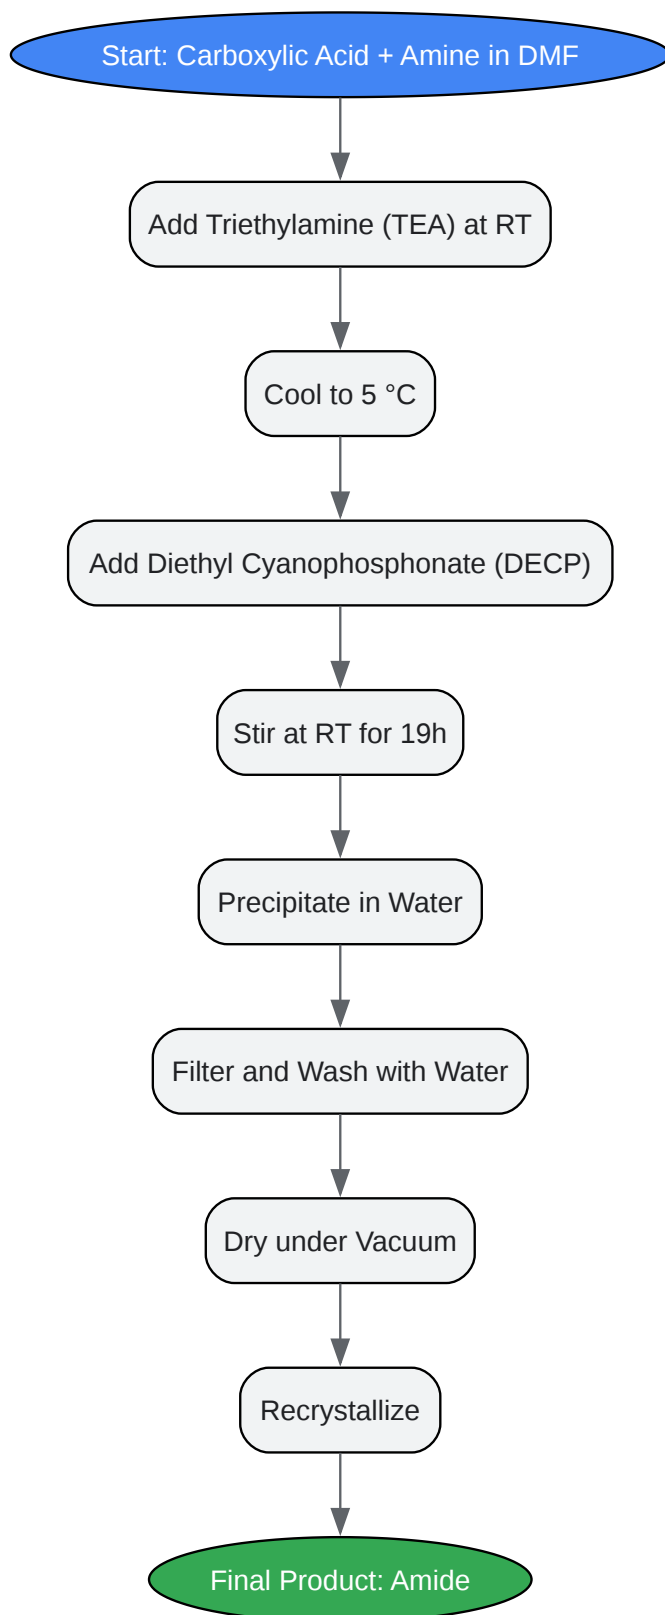 Start: Carboxylic Acid + Amine in DMF
Add Triethylamine (TEA) at RT
Cool to 5 °C
Add Diethyl Cyanophosphonate (DECP)
Stir at RT for 19h
Precipitate in Water
Filter and Wash with Water
Dry under Vacuum
Recrystallize
Final Product: Amide